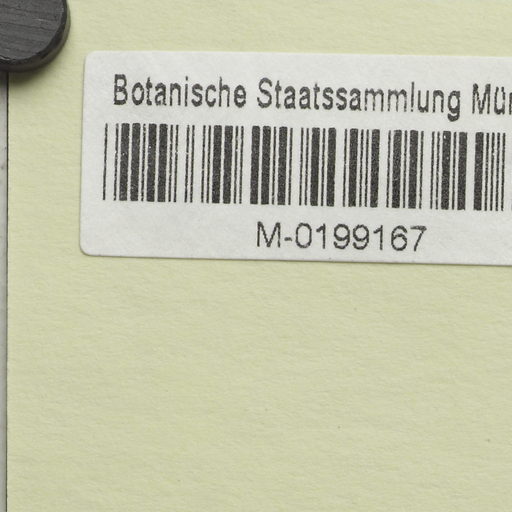 Botanische Staatssammlung Mün
M-0199167